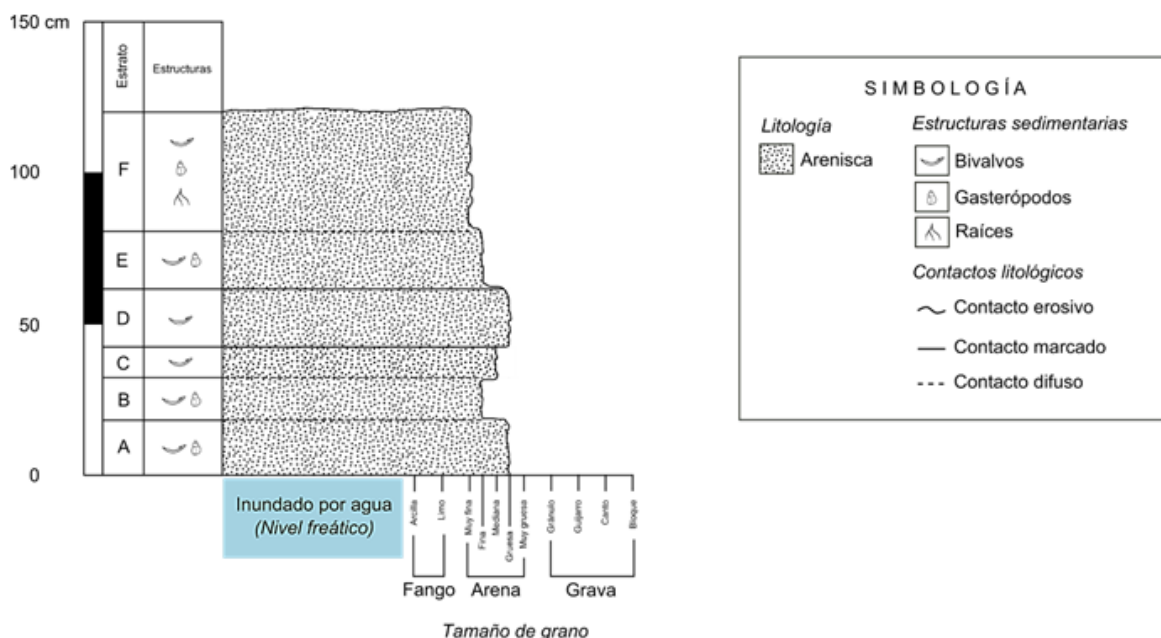 150 cm
Estrato
Estructuras
F
100
E
D
50
C
B
A
0
Inundado por agua
(Nivel freático)
Arcilla
Limo
Muy fina
Fina
Mediana
Gruesa
Muy gruesa
Gránulo
Guijarro
Canto
Bloque
Fango
Arena
Grava
Tamaño de grano
SIMBOLOGÍA
Litología
Arenisca
Estructuras sedimentarias
Bivalvos
Gasterópodos
Raíces
Contactos litológicos
Contacto erosivo
Contacto marcado
Contacto difuso